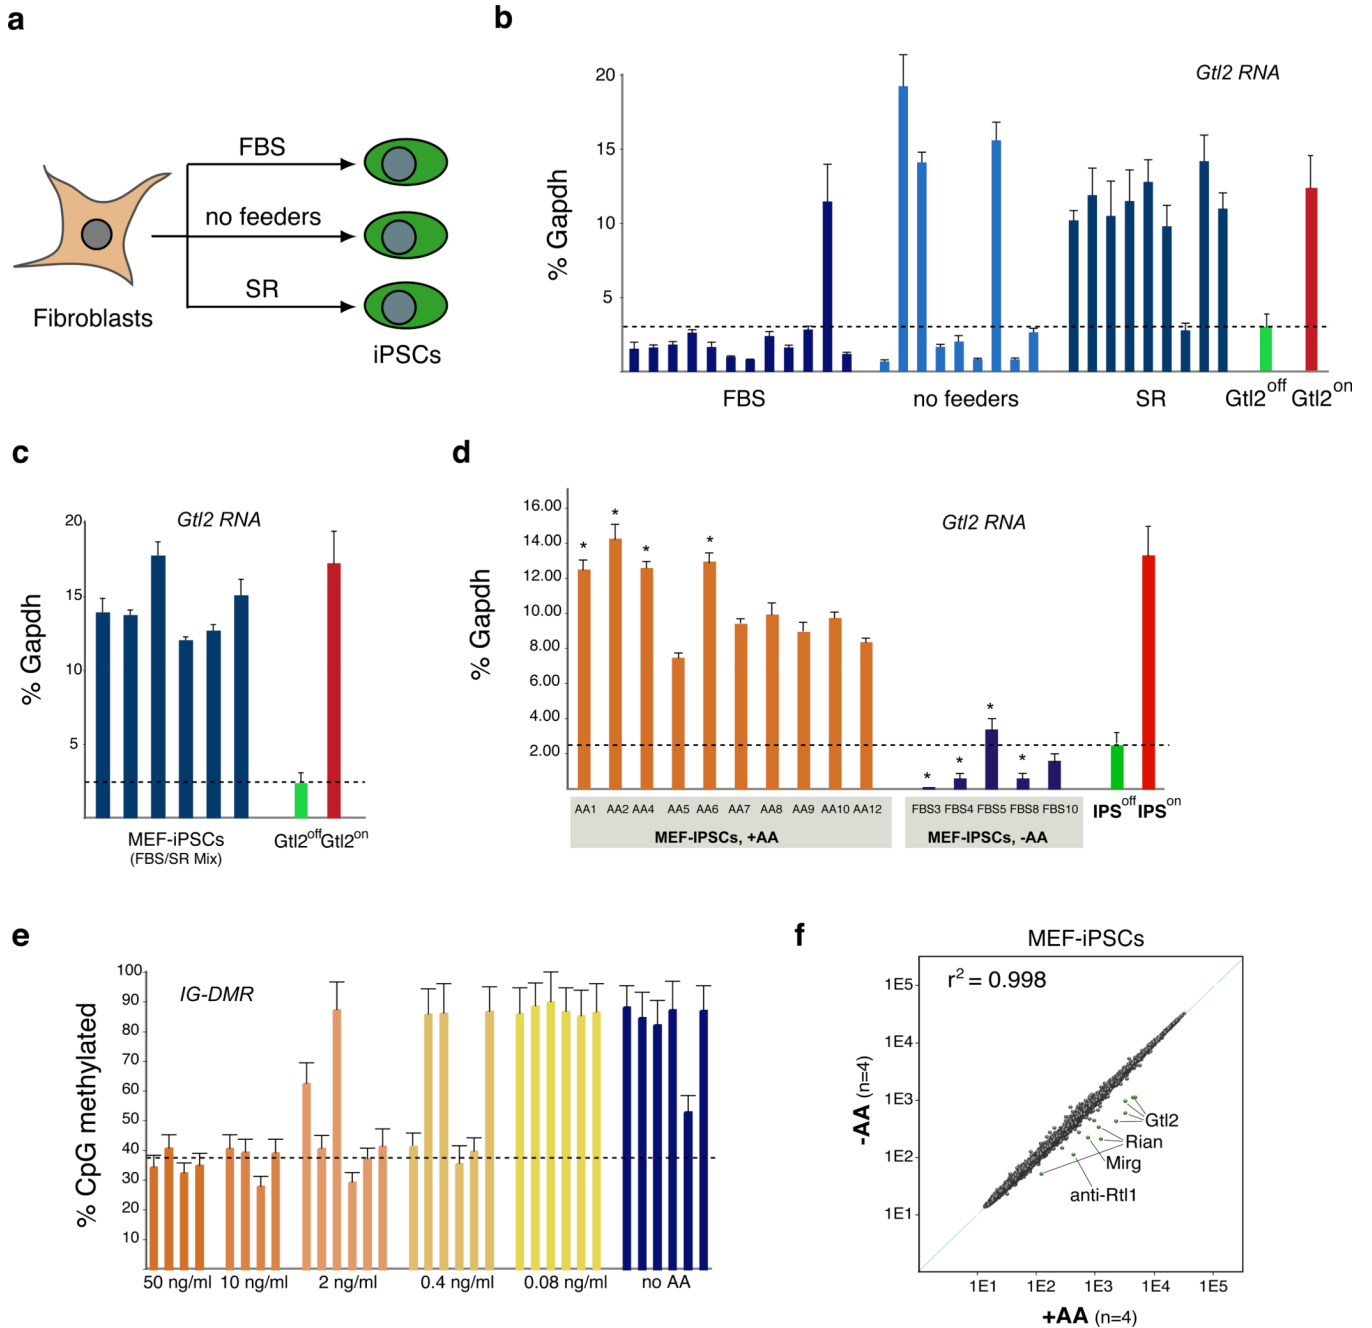 a
FBS
no feeders
SR
Fibroblasts
iPSCs
b
Gtl2 RNA
% Gapdh
20
15
10
5
FBS
no feeders
SR
Gtl2off Gtl2on
c
Gtl2 RNA
% Gapdh
20
15
10
5
MEF-iPSCs
(FBS/SR Mix)
Gtl2off Gtl2on
d
Gtl2 RNA
% Gapdh
16.00
14.00
12.00
10.00
8.00
6.00
4.00
2.00
* * * *
* * * *
AA1 AA2 AA4 AA5 AA6 AA7 AA8 AA9 AA10 AA12
MEF-IPSCs, +AA
FBS3 FBS4 FBS5 FBS8 FBS10
MEF-IPSCs, -AA
IPSoff IPSon
e
IG-DMR
% CpG methylated
100
90
80
70
60
50
40
30
20
10
50 ng/ml 10 ng/ml 2 ng/ml 0.4 ng/ml 0.08 ng/ml no AA
f
MEF-iPSCs
r2 = 0.998
-AA (n=4)
1E5
1E4
1E3
1E2
1E1
Gtl2
Rian
Mirg
anti-Rtl1
1E1 1E2 1E3 1E4 1E5
+AA (n=4)